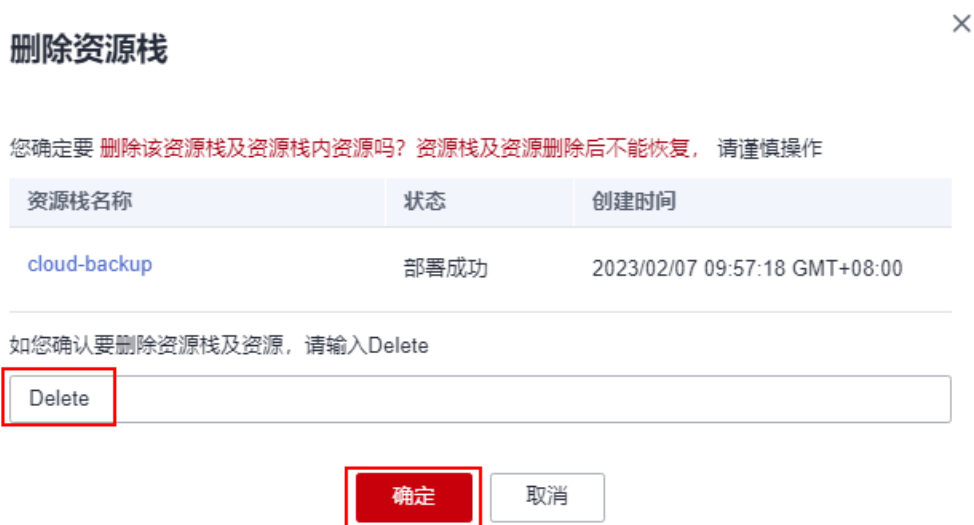 删除资源栈
您确定要 删除该资源栈及资源栈内资源吗？资源栈及资源删除后不能恢复， 请谨慎操作
资源栈名称 状态 创建时间
cloud-backup 部署成功 2023/02/07 09:57:18 GMT+08:00
如您确认要删除资源栈及资源，请输入Delete
Delete
确定 取消